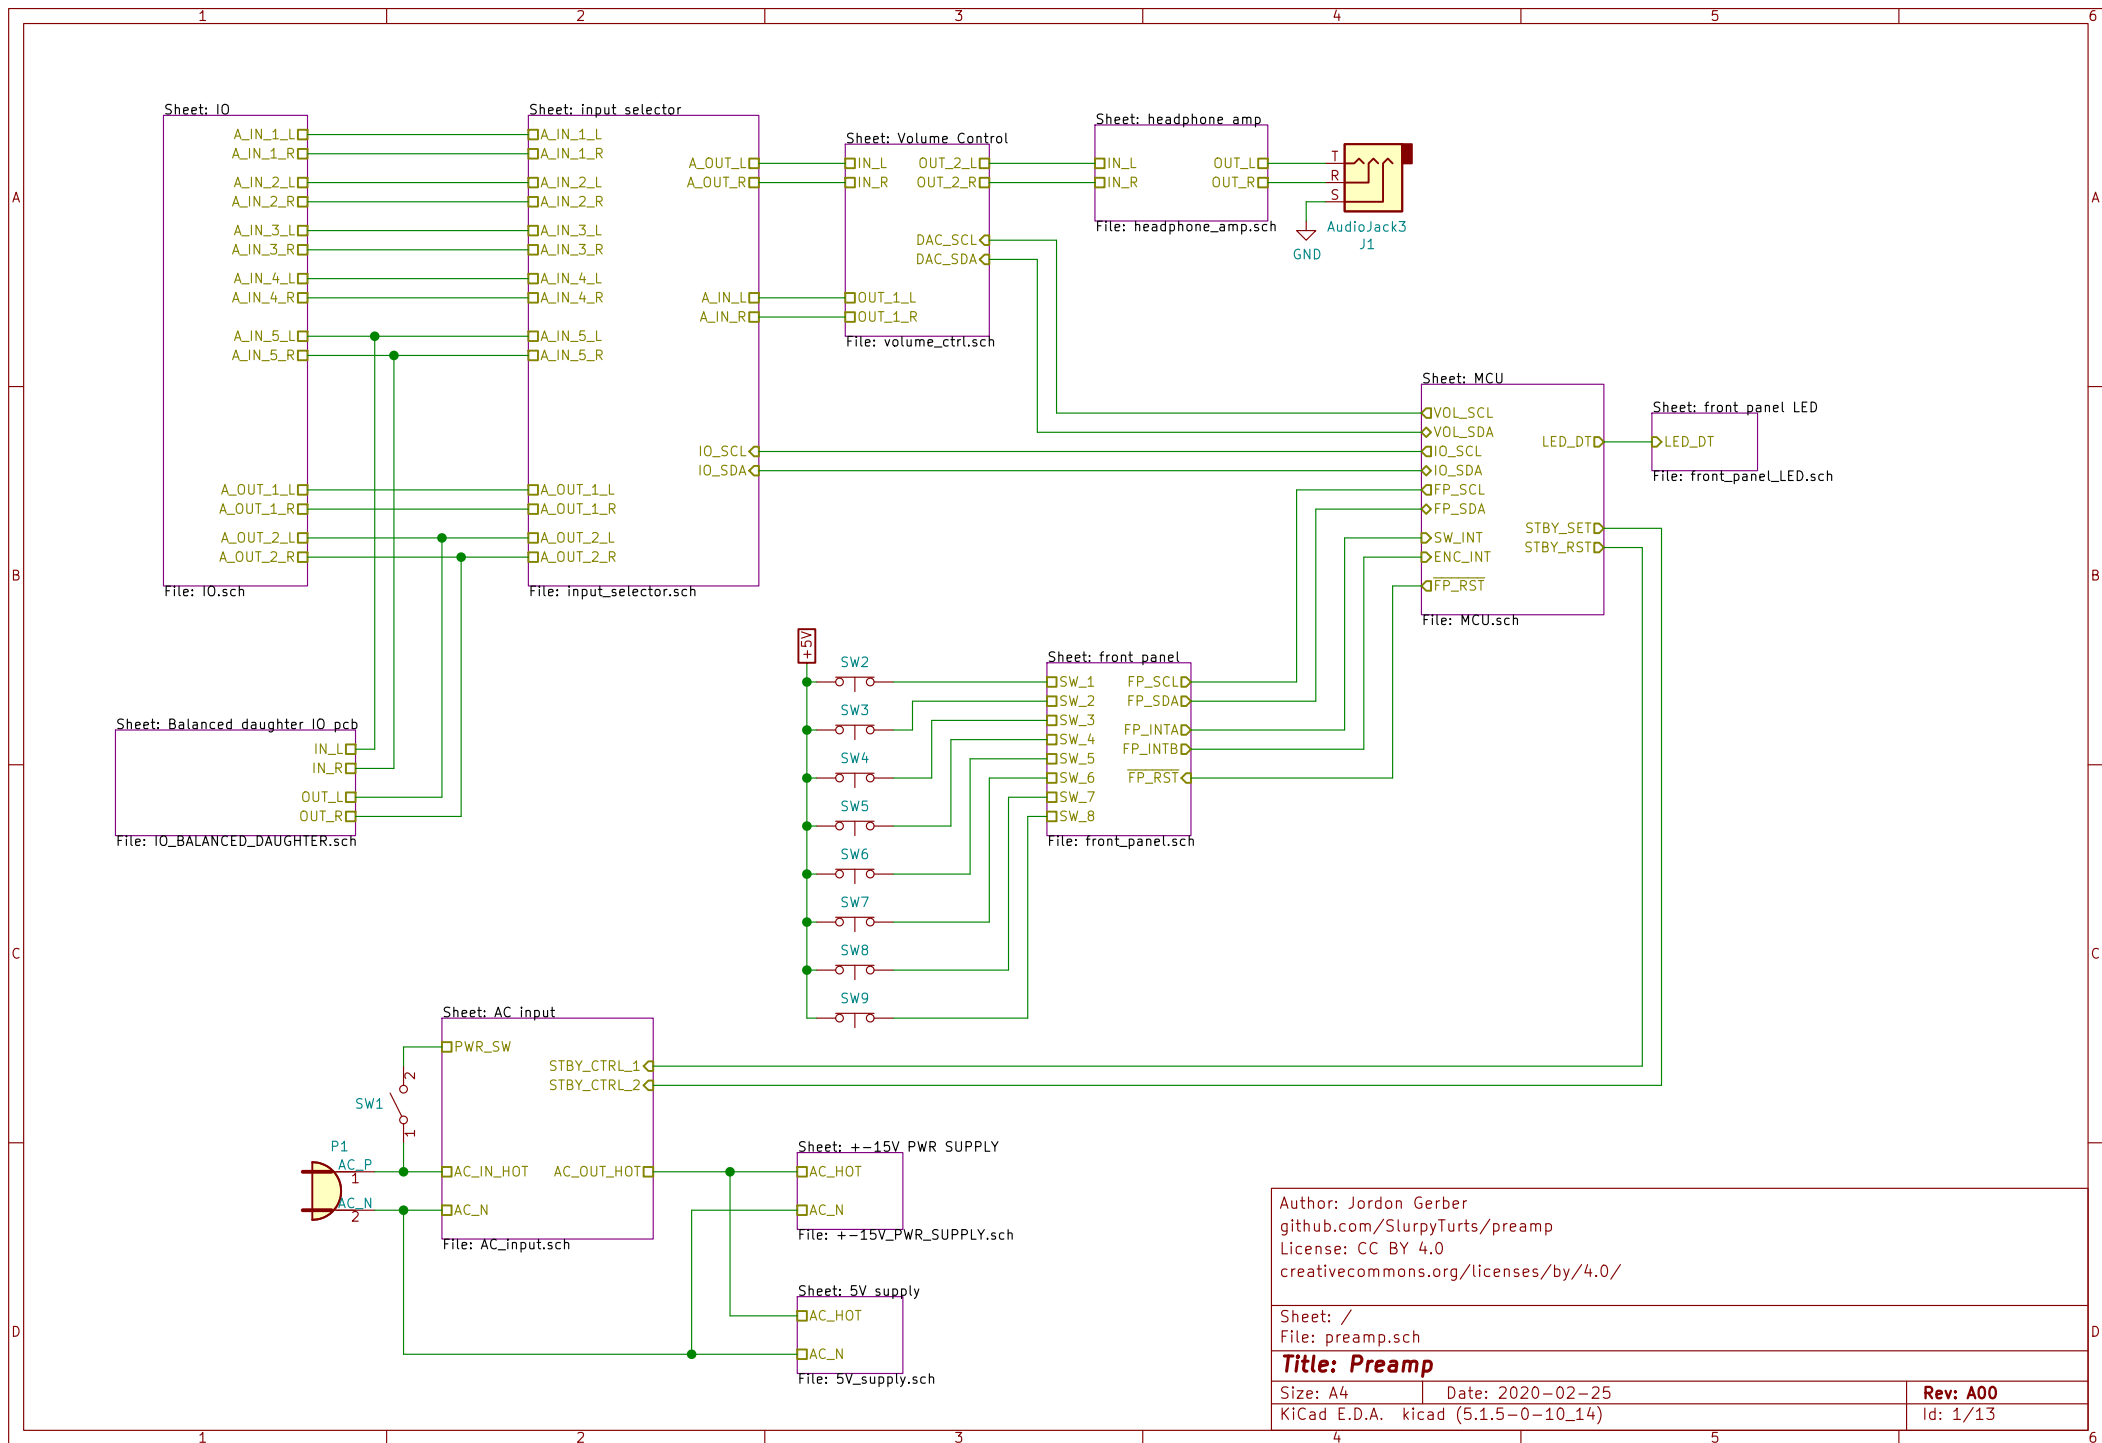 1 2 3 4 5 6
A
B
C
D
Sheet: IO
A_IN_1_L
A_IN_1_R
A_IN_2_L
A_IN_2_R
A_IN_3_L
A_IN_3_R
A_IN_4_L
A_IN_4_R
A_IN_5_L
A_IN_5_R
A_OUT_1_L
A_OUT_1_R
A_OUT_2_L
A_OUT_2_R
File: IO.sch
Sheet: input selector
A_IN_1_L
A_IN_1_R
A_IN_2_L
A_IN_2_R
A_IN_3_L
A_IN_3_R
A_IN_4_L
A_IN_4_R
A_IN_5_L
A_IN_5_R
A_OUT_1_L
A_OUT_1_R
A_OUT_2_L
A_OUT_2_R
A_OUT_L
A_OUT_R
A_IN_L
A_IN_R
IO_SCL
IO_SDA
File: input_selector.sch
Sheet: Volume Control
IN_L
IN_R
OUT_2_L
OUT_2_R
DAC_SCL
DAC_SDA
OUT_1_L
OUT_1_R
File: volume_ctrl.sch
Sheet: headphone amp
IN_L
IN_R
OUT_L
OUT_R
File: headphone_amp.sch
T
R
S
AudioJack3
J1
GND
Sheet: MCU
VOL_SCL
VOL_SDA
IO_SCL
IO_SDA
FP_SCL
FP_SDA
SW_INT
ENC_INT
FP_RST
LED_DT
STBY_SET
STBY_RST
File: MCU.sch
Sheet: front panel LED
LED_DT
File: front_panel_LED.sch
Sheet: Balanced daughter IO pcb
IN_L
IN_R
OUT_L
OUT_R
File: IO_BALANCED_DAUGHTER.sch
+5V
SW2
SW3
SW4
SW5
SW6
SW7
SW8
SW9
Sheet: front panel
SW_1
SW_2
SW_3
SW_4
SW_5
SW_6
SW_7
SW_8
FP_SCL
FP_SDA
FP_INTA
FP_INTB
FP_RST
File: front_panel.sch
Sheet: AC input
PWR_SW
STBY_CTRL_1
STBY_CTRL_2
AC_IN_HOT
AC_OUT_HOT
AC_N
File: AC_input.sch
2
SW1
1
P1
AC_P
1
AC_N
2
Sheet: +-15V PWR SUPPLY
AC_HOT
AC_N
File: +-15V_PWR_SUPPLY.sch
Sheet: 5V supply
AC_HOT
AC_N
File: 5V_supply.sch
Author: Jordon Gerber
github.com/SlurpyTurts/preamp
License: CC BY 4.0
creativecommons.org/licenses/by/4.0/
Sheet: /
File: preamp.sch
Title: Preamp
Size: A4 Date: 2020-02-25 Rev: A00
KiCad E.D.A. kicad (5.1.5-0-10_14) Id: 1/13
A
B
C
D
1 2 3 4 5 6